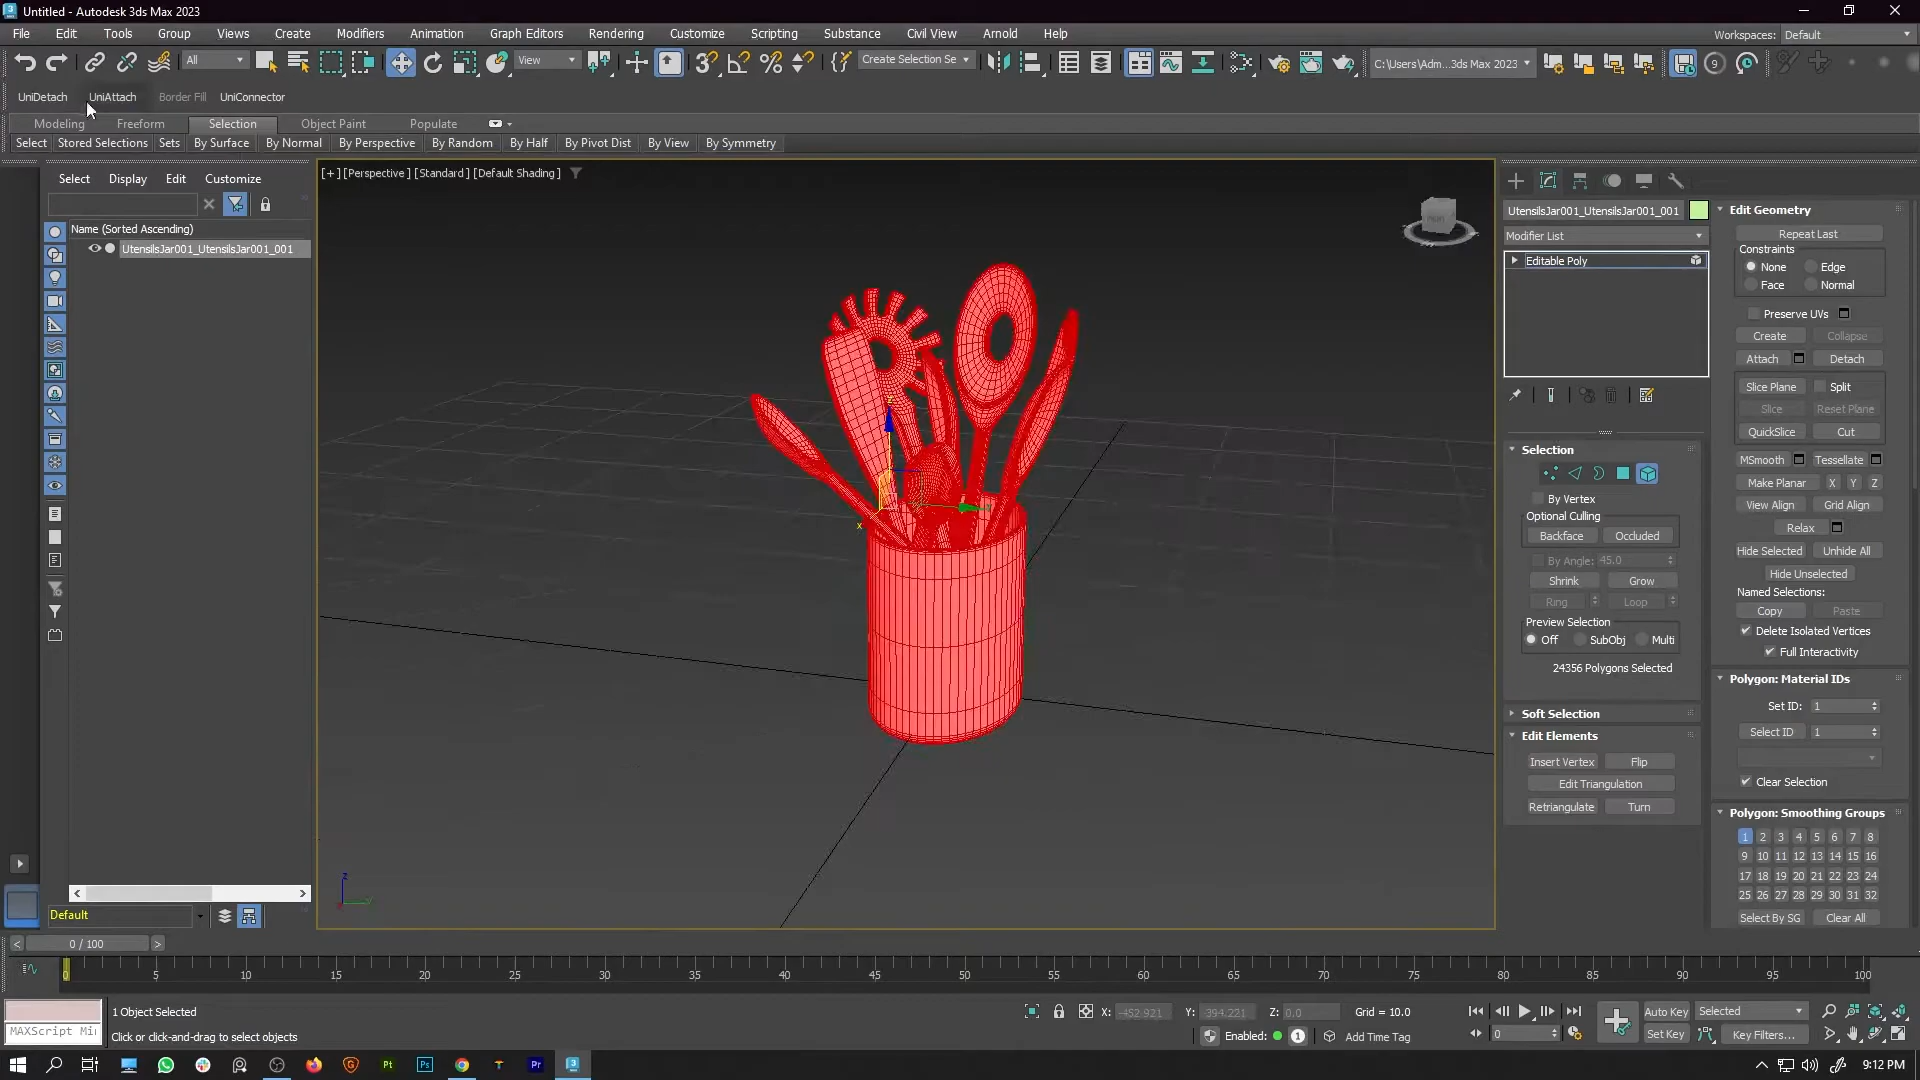 Untitled - Autodesk 3ds Max 2023
File Edit Tools Group Views Create Modifiers Animation Graph Editors Rendering Customize Scripting Substance Civil View Arnold Help
Workspaces: Default
All View Create Selection Se C:\Users\Adm...3ds Max 2023
UniDetach UniAttach Border Fill UniConnector
Modeling Freeform Selection Object Paint Populate
Select Stored Selections Sets By Surface By Normal By Perspective By Random By Half By Pivot Dist By View By Symmetry
Select Display Edit Customize
Name (Sorted Ascending)
UtensilsJar001_UtensilsJar001_001
Default
[+] [Perspective ] [Standard ] [Default Shading ]
UtensilsJar001_UtensilsJar001_001
Modifier List
Editable Poly
Selection
By Vertex
Optional Culling
Backface Occluded
By Angle: 45.0
Shrink Grow
Ring Loop
Preview Selection
Off SubObj Multi
24356 Polygons Selected
Soft Selection
Edit Elements
Insert Vertex Flip
Edit Triangulation
Retriangulate Turn
Edit Geometry
Repeat Last
Constraints
None Edge
Face Normal
Preserve UVs
Create Collapse
Attach Detach
Slice Plane Split
Slice Reset Plane
QuickSlice Cut
MSmooth Tessellate
Make Planar X Y Z
View Align Grid Align
Relax
Hide Selected Unhide All
Hide Unselected
Named Selections:
Copy Paste
Delete Isolated Vertices
Full Interactivity
Polygon: Material IDs
Set ID: 1
Select ID 1
Clear Selection
Polygon: Smoothing Groups
1 2 3 4 5 6 7 8
9 10 11 12 13 14 15 16
17 18 19 20 21 22 23 24
25 26 27 28 29 30 31 32
Select By SG Clear All
0 / 100
0 5 10 15 20 25 30 35 40 45 50 55 60 65 70 75 80 85 90 95 100
1 Object Selected
X: -452.921 Y: -394.221 Z: 0.0 Grid = 10.0
Auto Key Selected
MAXScript Mi
Click or click-and-drag to select objects
Enabled: 1 Add Time Tag
0
Set Key Key Filters...
9:12 PM